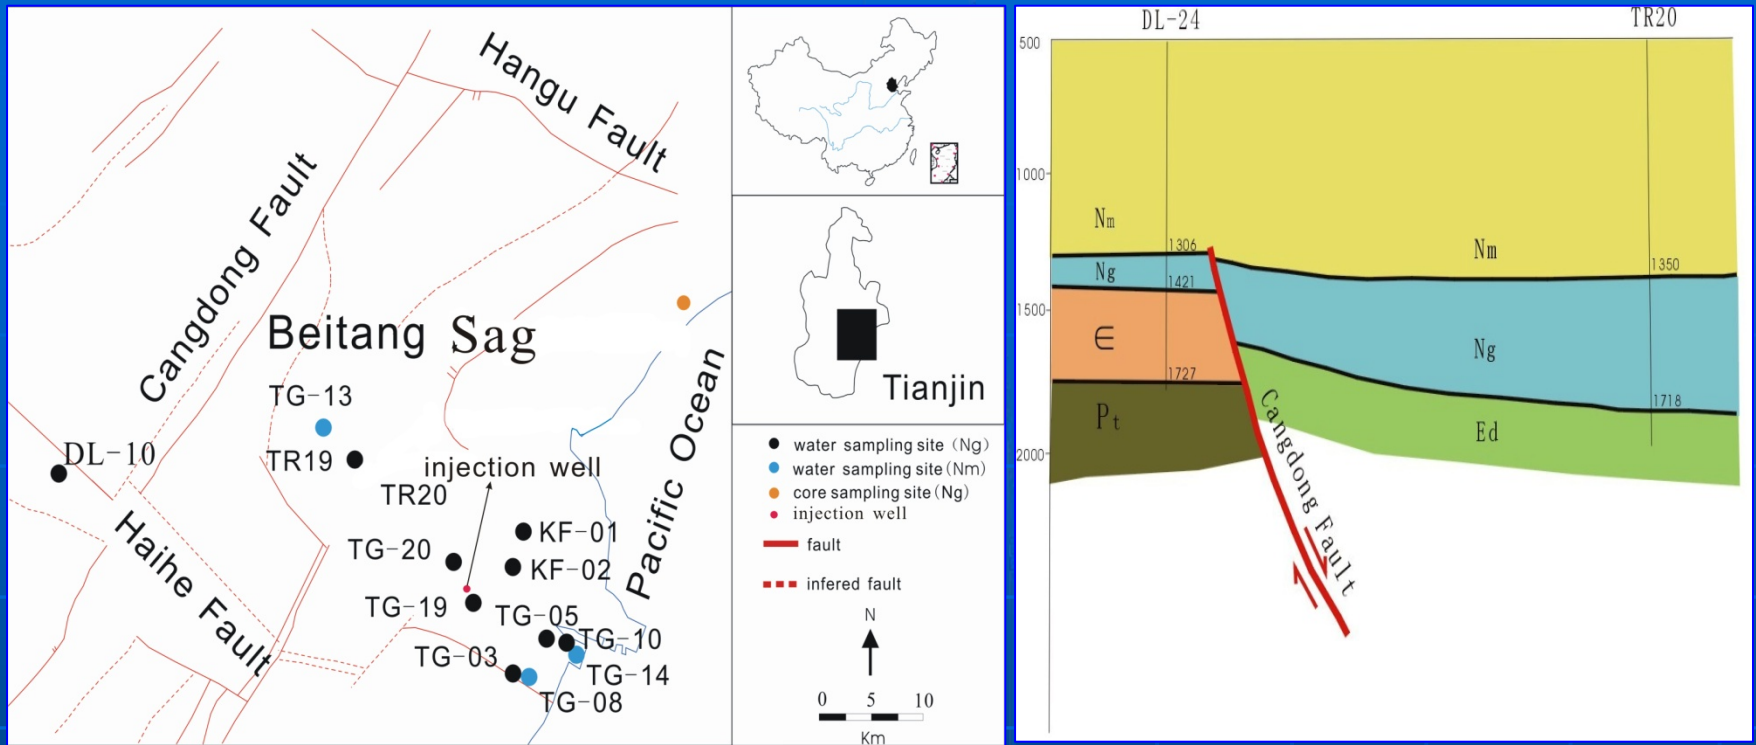 Hangu Fault
Cangdong Fault
Beitang Sag
TG-13
DL-10
TR19
injection well
TR20
KF-01
TG-20
KF-02
TG-19
TG-05
TG-10
TG-03
TG-14
TG-08
Haihe Fault
Pacific Ocean
Tianjin
water sampling site (Ng)
water sampling site (Nm)
core sampling site (Ng)
injection well
fault
infered fault
N
0 5 10
Km
DL-24 TR20
500
1000
1500
2000
Nm
1306
Ng
1421
∈
1727
Pt
Nm
1350
Ng
1718
Ed
Cangdong Fault